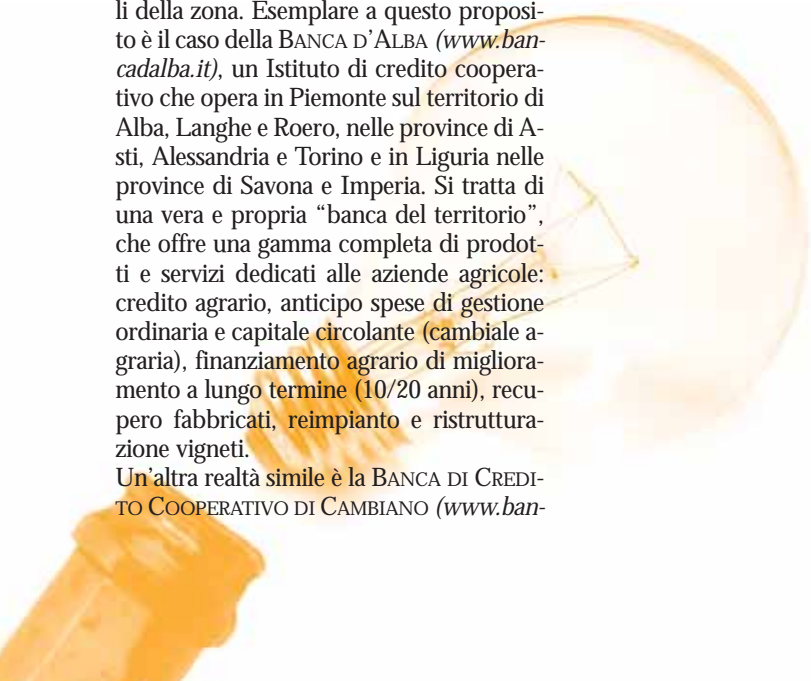 li della zona. Esemplare a questo proposi-
to è il caso della BANCA D'ALBA (www.ban-
cadalba.it), un Istituto di credito coopera-
tivo che opera in Piemonte sul territorio di
Alba, Langhe e Roero, nelle province di A-
sti, Alessandria e Torino e in Liguria nelle
province di Savona e Imperia. Si tratta di
una vera e propria “banca del territorio”,
che offre una gamma completa di prodot-
ti e servizi dedicati alle aziende agricole:
credito agrario, anticipo spese di gestione
ordinaria e capitale circolante (cambiale a-
graria), finanziamento agrario di migliora-
mento a lungo termine (10/20 anni), recu-
pero fabbricati, reimpianto e ristruttura-
zione vigneti.
Un'altra realtà simile è la BANCA DI CREDI-
TO COOPERATIVO DI CAMBIANO (www.ban-